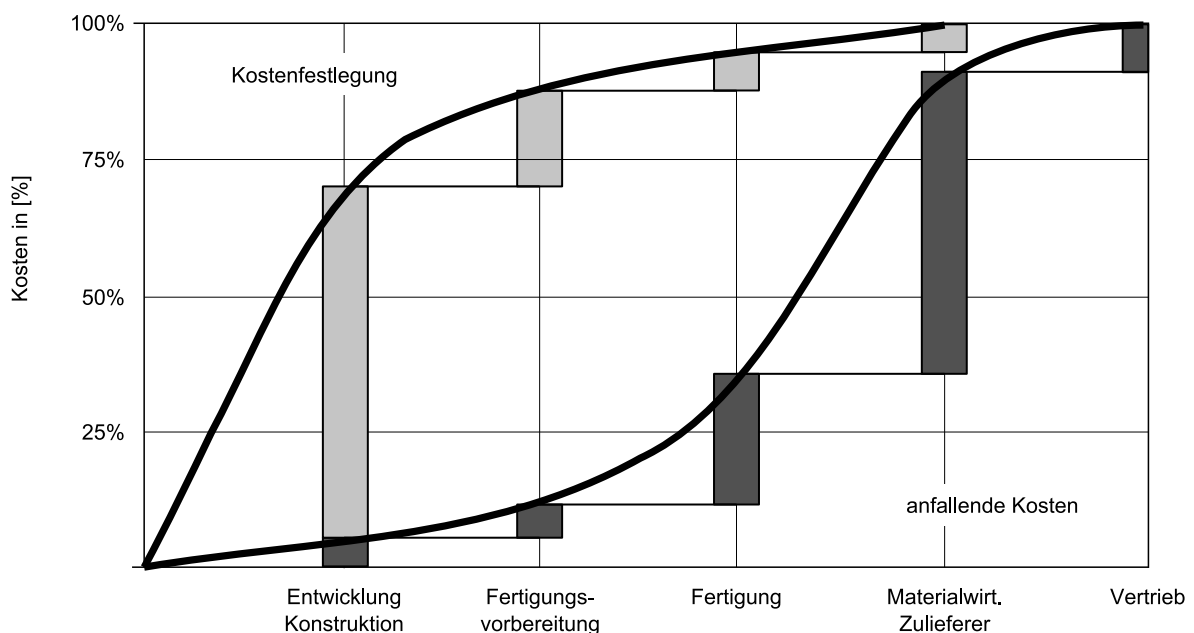 100%
Kostenfestlegung
75%
Kosten in [%]
50%
25%
anfallende Kosten
Entwicklung
Konstruktion
Fertigungs-
vorbereitung
Fertigung
Materialwirt.
Zulieferer
Vertrieb